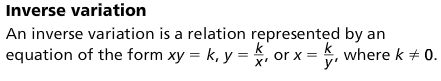 Inverse variation
An inverse variation is a relation represented by an
equation of the form xy = k, y = k/x, or x = k/y, where k ≠ 0.